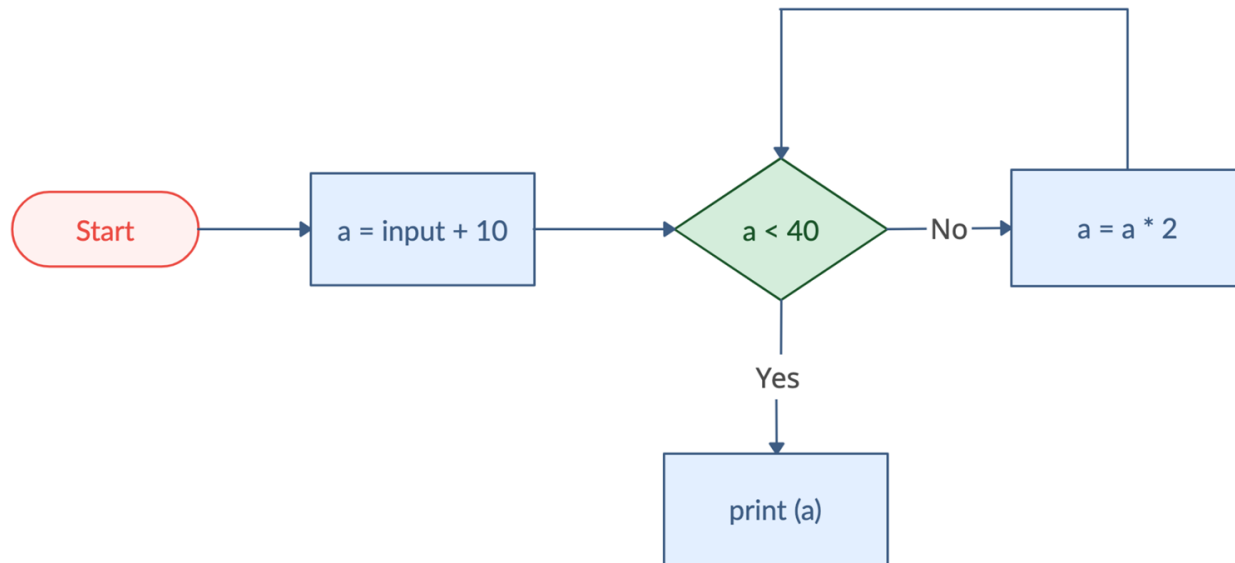 Start
a = input + 10
a < 40
No
a = a * 2
Yes
print (a)